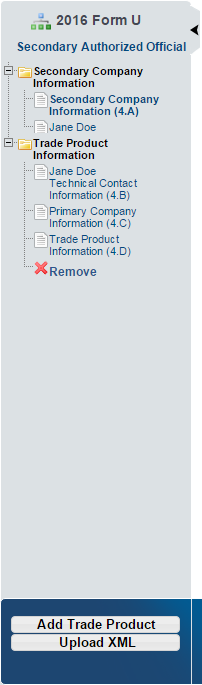 2016 Form U
Secondary Authorized Official
Secondary Company
Information
Secondary Company
Information (4.A)
Jane Doe
Trade Product
Information
Jane Doe
Technical Contact
Information (4.B)
Primary Company
Information (4.C)
Trade Product
Information (4.D)
Remove
Add Trade Product
Upload XML